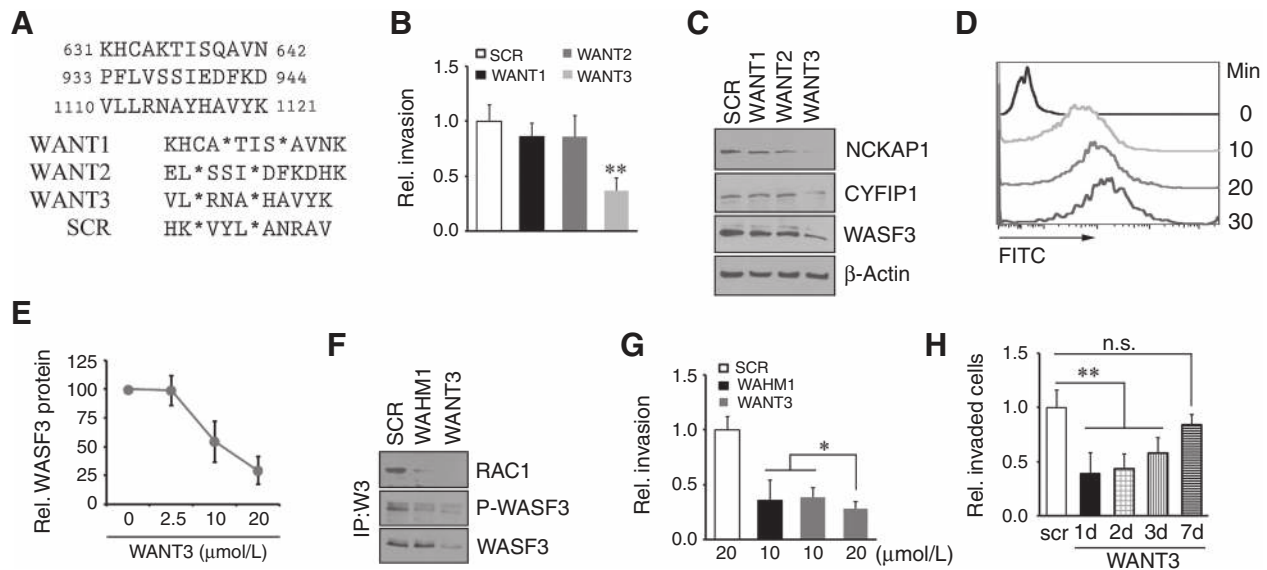 A
631 KHCAKTISQAVN 642
933 PFLVSSIEDFKD 944
1110 VLLRNAYHAVYK 1121
WANT1 KHCA*TIS*AVNK
WANT2 EL*SSI*DFKDHK
WANT3 VL*RNA*HAVYK
SCR HK*VYL*ANRAV
B
SCR WANT2
WANT1 WANT3
Rel. invasion
1.5
1.0
0.5
0.0
**
C
SCR
WANT1
WANT2
WANT3
NCKAP1
CYFIP1
WASF3
β-Actin
D
Min
0
10
20
30
FITC
E
Rel. WASF3 protein
125
100
75
50
25
0
0 2.5 10 20
WANT3 (μmol/L)
F
SCR
WAHM1
WANT3
IP:W3
RAC1
P-WASF3
WASF3
G
SCR
WAHM1
WANT3
Rel. invasion
1.5
1.0
0.5
0.0
*
20 10 10 20 (μmol/L)
H
n.s.
**
Rel. invaded cells
1.5
1.0
0.5
0.0
scr 1d 2d 3d 7d
WANT3